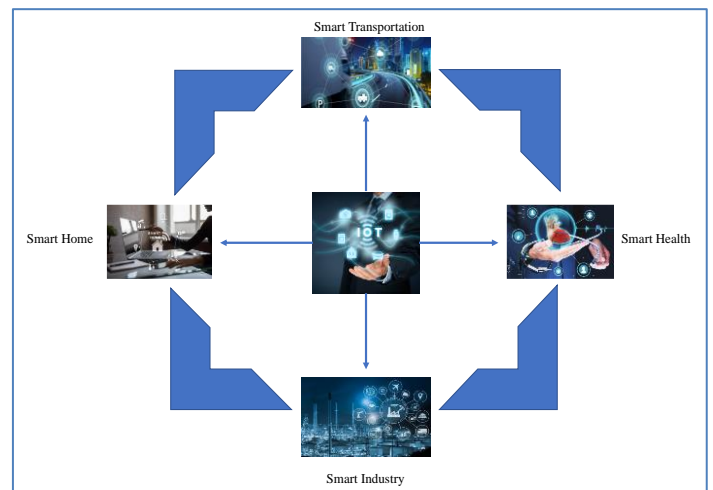 Smart Transportation
P
Smart Home
IOT
Smart Health
Smart Industry